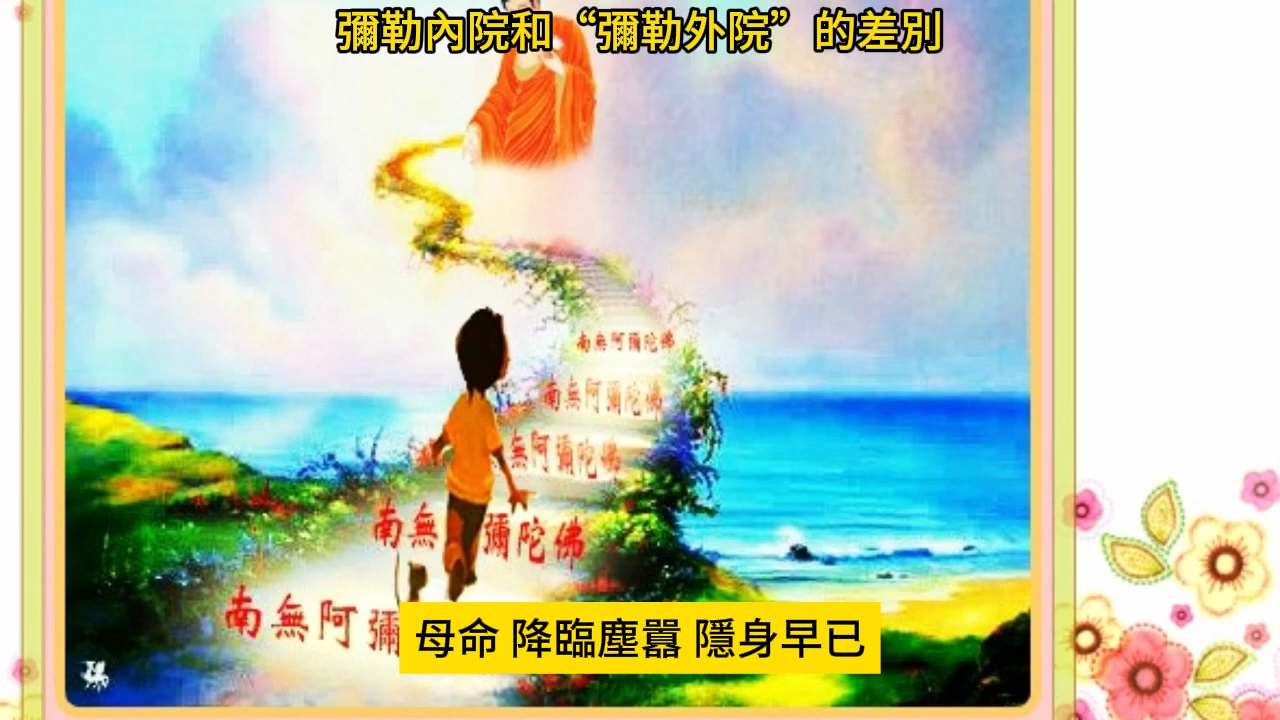 彌勒內院和“彌勒外院”的差別
南無阿彌陀佛
南無阿彌陀佛
無阿彌陀佛
南無 彌陀佛
南無阿彌
母命 降臨塵囂 隱身早已